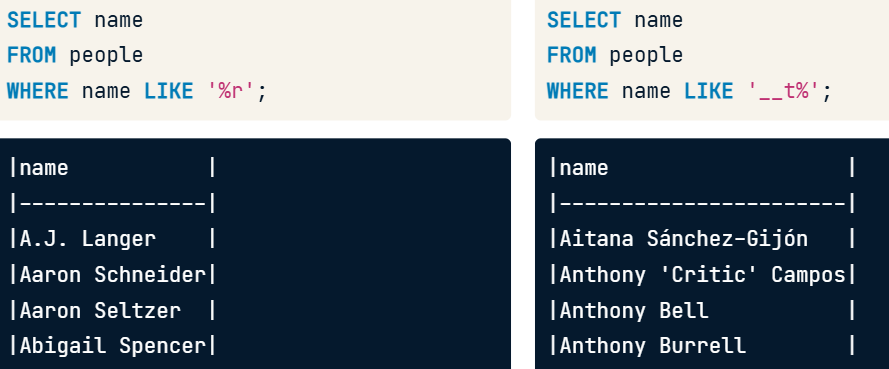 SELECT name
FROM people
WHERE name LIKE '%r';
|name           |
|---------------|
|A.J. Langer    |
|Aaron Schneider|
|Aaron Seltzer  |
|Abigail Spencer|
SELECT name
FROM people
WHERE name LIKE '__t%';
|name                   |
|-----------------------|
|Aitana Sánchez-Gijón   |
|Anthony 'Critic' Campos|
|Anthony Bell           |
|Anthony Burrell        |